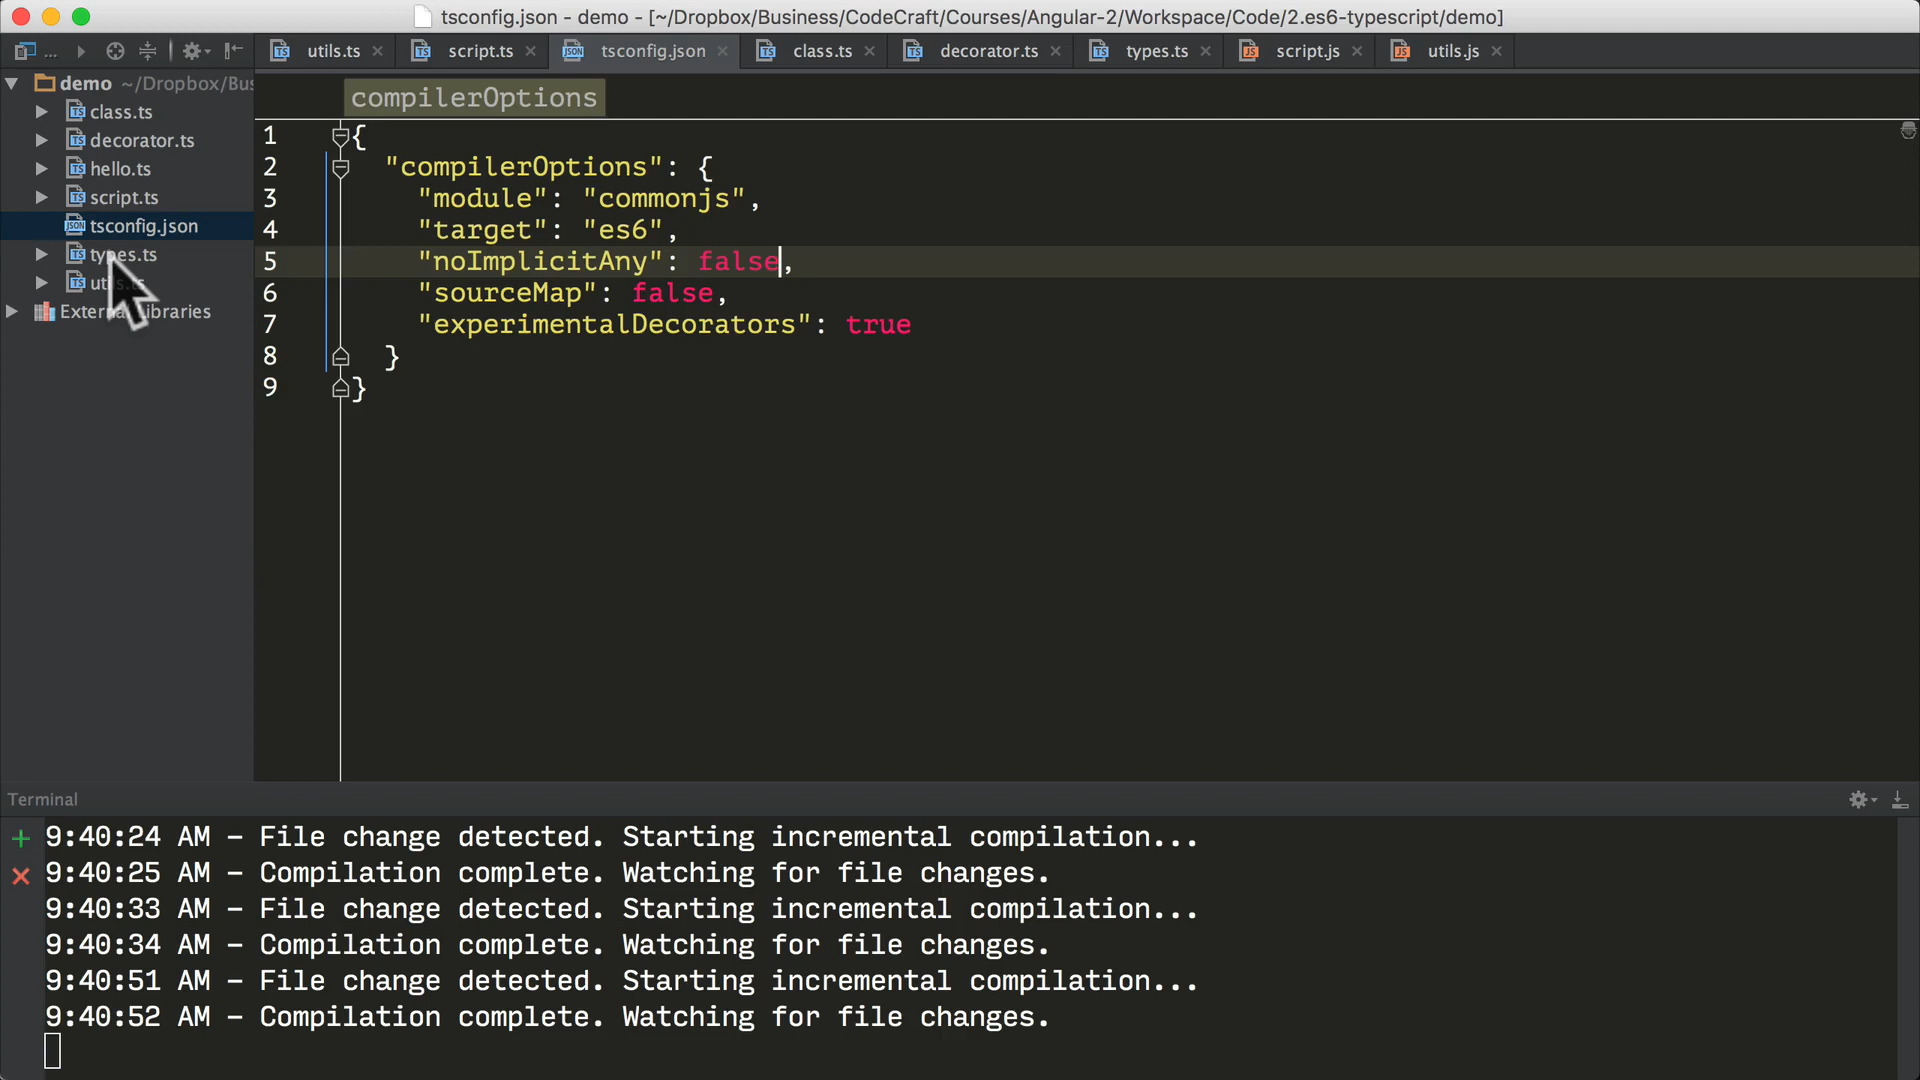 tsconfig.json - demo - [~/Dropbox/Business/CodeCraft/Courses/Angular-2/Workspace/Code/2.es6-typescript/demo]
...
utils.ts
script.ts
tsconfig.json
class.ts
decorator.ts
types.ts
script.js
utils.js
demo ~/Dropbox/Bus
class.ts
decorator.ts
hello.ts
script.ts
tsconfig.json
types.ts
utils.ts
External Libraries
compilerOptions
1 {
2 "compilerOptions": {
3 "module": "commonjs",
4 "target": "es6",
5 "noImplicitAny": false,
6 "sourceMap": false,
7 "experimentalDecorators": true
8 }
9 }
Terminal
9:40:24 AM – File change detected. Starting incremental compilation...
9:40:25 AM – Compilation complete. Watching for file changes.
9:40:33 AM – File change detected. Starting incremental compilation...
9:40:34 AM – Compilation complete. Watching for file changes.
9:40:51 AM – File change detected. Starting incremental compilation...
9:40:52 AM – Compilation complete. Watching for file changes.